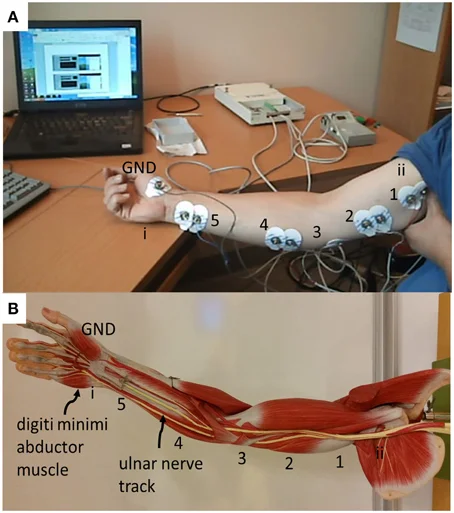 A
GND
ii
1
2
3
4
5
i
B
GND
i
5
4
3
2
1
ii
digiti minimi
abductor
muscle
ulnar nerve
track